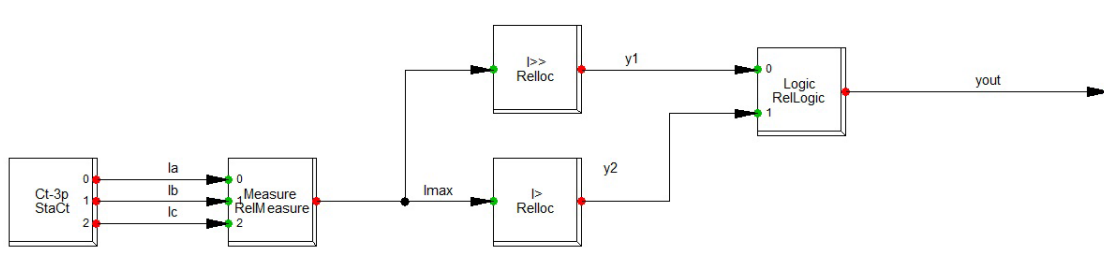 I>>
Relloc
y1
0
1
Logic
RelLogic
yout
Ct-3p
StaCt
0
1
2
Ia
Ib
Ic
0
1
2
Measure
RelMeasure
Imax
I>
Relloc
y2